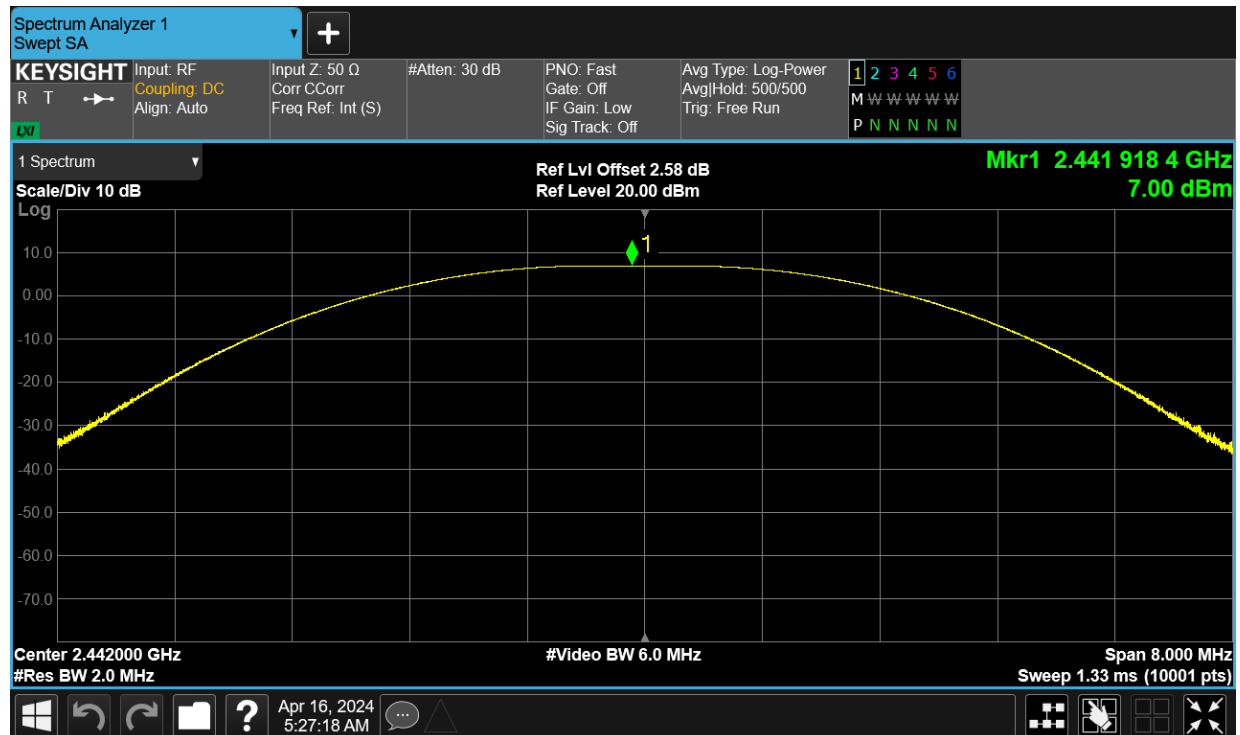 Spectrum Analyzer 1
Swept SA
+
KEYSIGHT
R T
LXI
Input: RF
Coupling: DC
Align: Auto
Input Z: 50 Ω
Corr CCorr
Freq Ref: Int (S)
#Atten: 30 dB
PNO: Fast
Gate: Off
IF Gain: Low
Sig Track: Off
Avg Type: Log-Power
Avg|Hold: 500/500
Trig: Free Run
1 2 3 4 5 6
M W W W W W
P N N N N N
1 Spectrum
Scale/Div 10 dB
Log
Ref Lvl Offset 2.58 dB
Ref Level 20.00 dBm
Mkr1 2.441 918 4 GHz
7.00 dBm
1
10.0
0.00
-10.0
-20.0
-30.0
-40.0
-50.0
-60.0
-70.0
Center 2.442000 GHz
#Res BW 2.0 MHz
#Video BW 6.0 MHz
Span 8.000 MHz
Sweep 1.33 ms (10001 pts)
?
Apr 16, 2024
5:27:18 AM